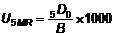 U₅MR = ₅D₀/B × 1000